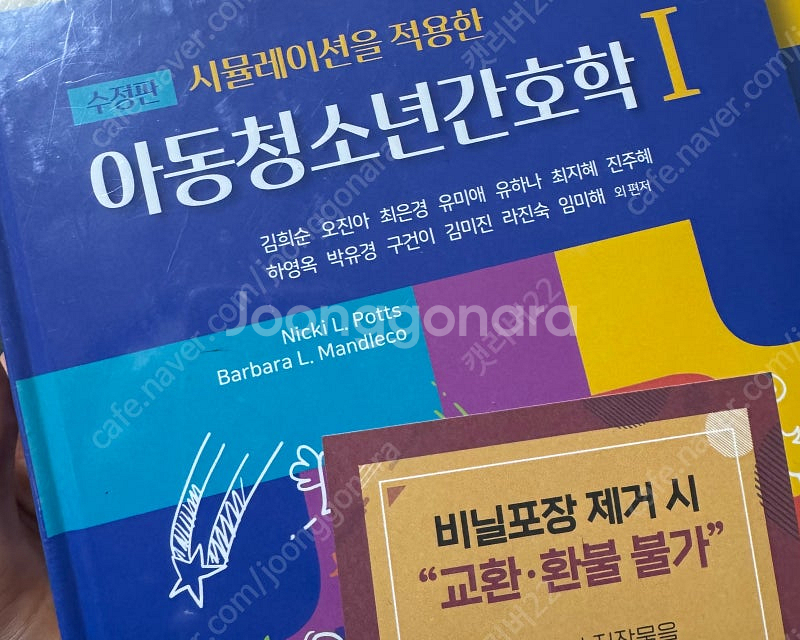 시뮬레이션을 적용한
수정판
아동청소년간호학 I
김희순 오진아 최은경 유미애 유하나 최지혜 진주혜
하영옥 박유경 구건이 김미진 라진숙 임미해 외 편저
Nicki L. Potts
Barbara L. Mandleco
Joonggonara
비닐포장 제거 시
“교환·환불 불가”